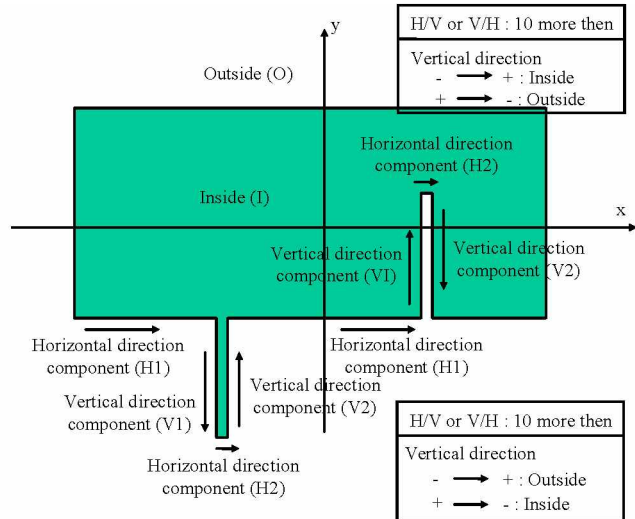 y
H/V or V/H : 10 more then
Vertical direction
- → + : Inside
+ → - : Outside
Outside (O)
Horizontal direction
component (H2)
Inside (I)
x
Vertical direction
component (VI)
Vertical direction
component (V2)
Horizontal direction
component (H1)
Horizontal direction
component (H1)
Vertical direction
component (V1)
Vertical direction
component (V2)
Horizontal direction
component (H2)
H/V or V/H : 10 more then
Vertical direction
- → + : Outside
+ → - : Inside